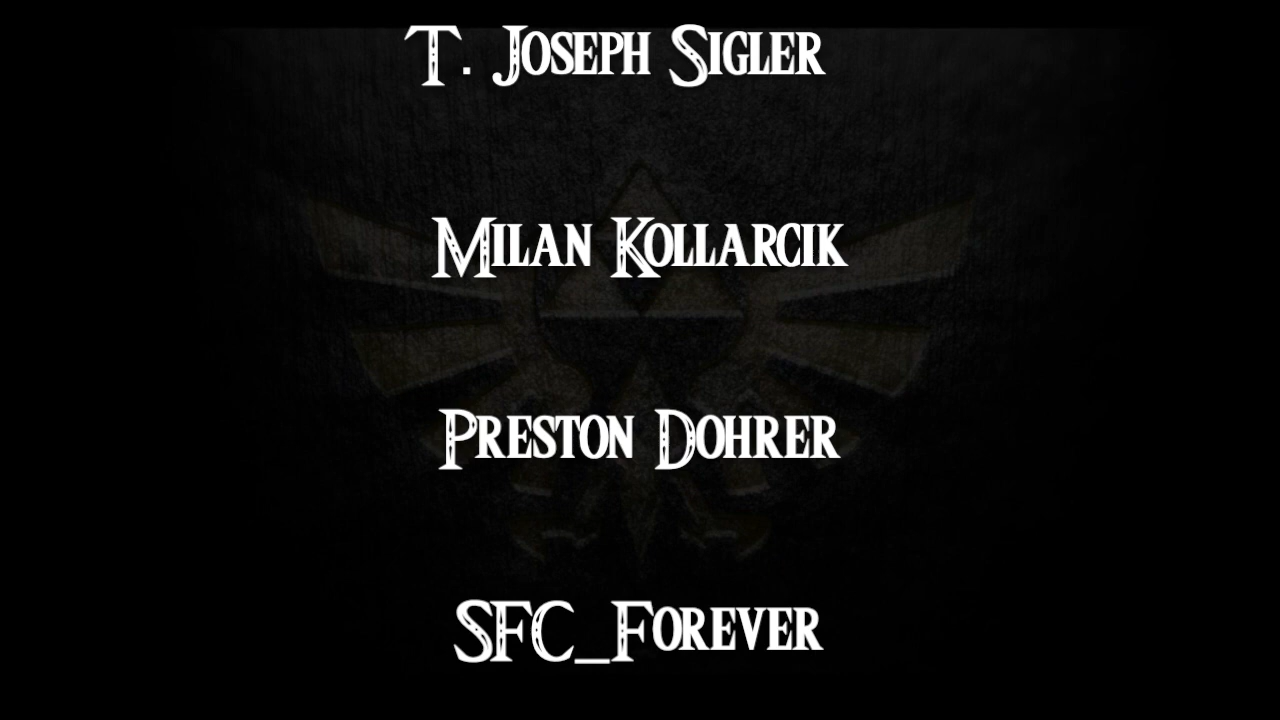 T. Joseph Sigler
Milan Kollarcik
Preston Dohrer
SFC_Forever